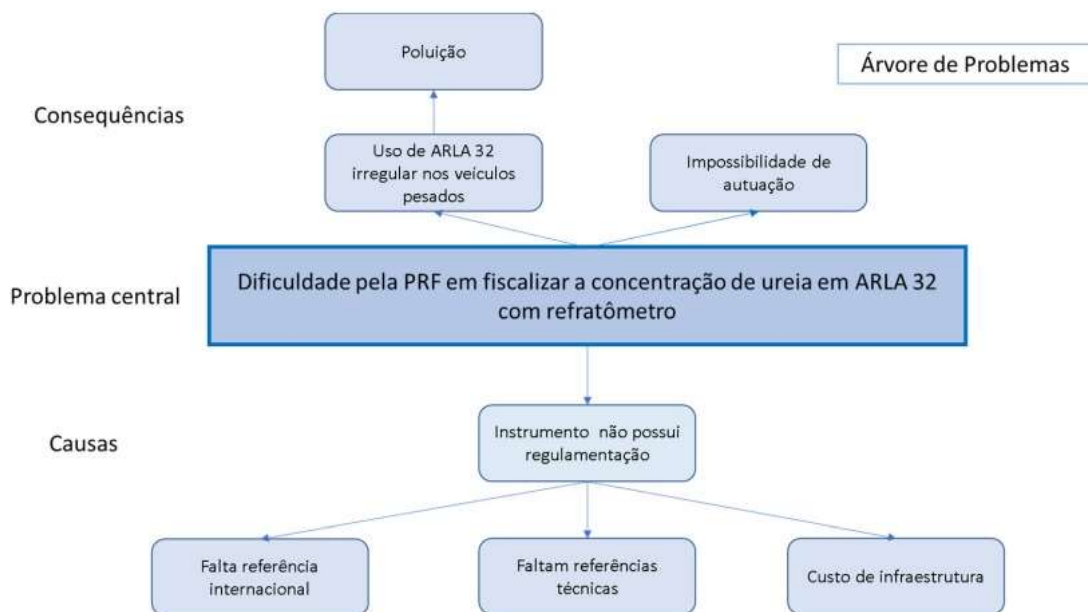 Poluição
Árvore de Problemas
Consequências
Uso de ARLA 32
irregular nos veículos
pesados
Impossibilidade de
autuação
Problema central
Dificuldade pela PRF em fiscalizar a concentração de ureia em ARLA 32
com refratômetro
Causas
Instrumento não possui
regulamentação
Falta referência
internacional
Faltam referências
técnicas
Custo de infraestrutura